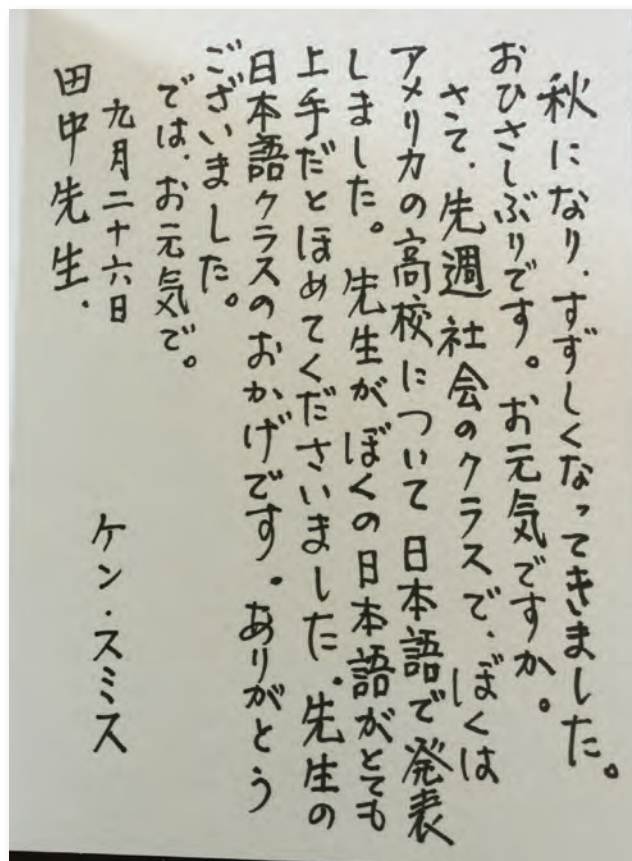 秋になり、すずしくなってきました。
おひさしぶりです。お元気ですか。
さて、先週社会のクラスで、ぼくは
アメリカの高校について日本語で発表
しました。先生がぼくの日本語がとても
上手だとほめてくださいました。先生の
日本語クラスのおかげです。ありがとう
ございました。
では、お元気で。
九月二十六日
ケン・スミス
田中先生.